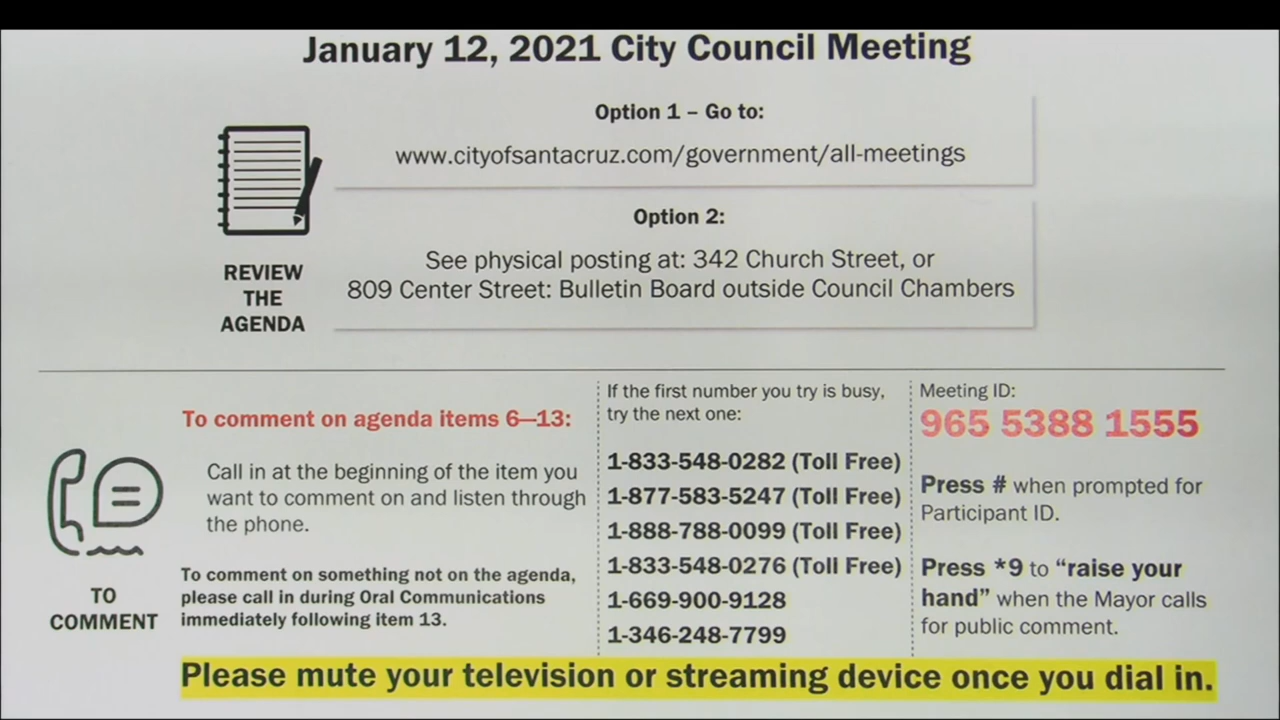 January 12, 2021 City Council Meeting
Option 1 – Go to:
www.cityofsantacruz.com/government/all-meetings
Option 2:
See physical posting at: 342 Church Street, or
809 Center Street: Bulletin Board outside Council Chambers
REVIEW
THE
AGENDA
To comment on agenda items 6—13:
Call in at the beginning of the item you
want to comment on and listen through
the phone.
To comment on something not on the agenda,
please call in during Oral Communications
immediately following item 13.
TO
COMMENT
If the first number you try is busy,
try the next one:
1-833-548-0282 (Toll Free)
1-877-583-5247 (Toll Free)
1-888-788-0099 (Toll Free)
1-833-548-0276 (Toll Free)
1-669-900-9128
1-346-248-7799
Meeting ID:
965 5388 1555
Press # when prompted for
Participant ID.
Press *9 to “raise your
hand” when the Mayor calls
for public comment.
Please mute your television or streaming device once you dial in.